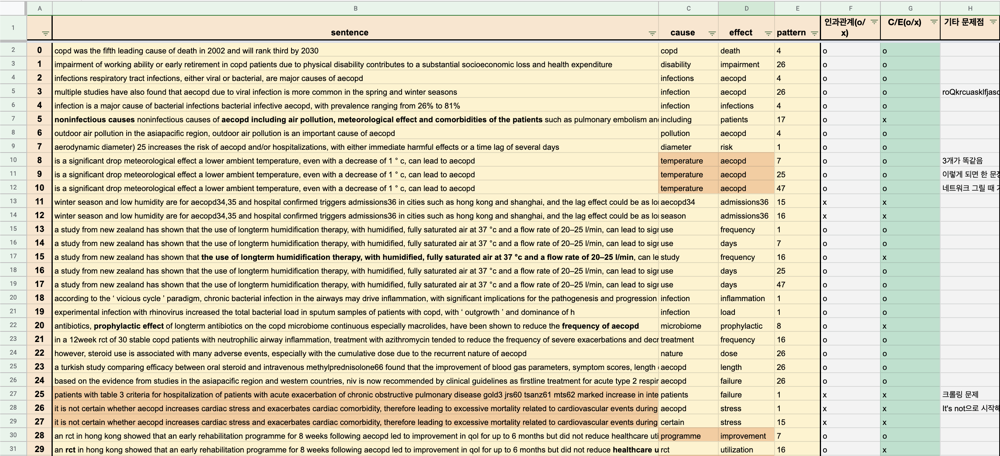 A B C D E F G H
1 sentence cause effect pattern 인과관계(o/x) C/E(o/x) 기타 문제점
2 0 copd was the fifth leading cause of death in 2002 and will rank third by 2030 copd death 4 o o
3 1 impairment of working ability or early retirement in copd patients due to physical disability contributes to a substantial socioeconomic loss and health expenditure disability impairment 26 o o
4 2 infections respiratory tract infections, either viral or bacterial, are major causes of aecopd infections aecopd 4 o o
5 3 multiple studies have also found that aecopd due to viral infection is more common in the spring and winter seasons infection aecopd 26 o o roQkrcuasklfjasc
6 4 infection is a major cause of bacterial infections bacterial infective aecopd, with prevalence ranging from 26% to 81% infection infections 4 o o
7 5 noninfectious causes noninfectious causes of aecopd including air pollution, meteorological effect and comorbidities of the patients such as pulmonary embolism an including patients 17 o x
8 6 outdoor air pollution in the asiapacific region, outdoor air pollution is an important cause of aecopd pollution aecopd 4 o o
9 7 aerodynamic diameter) 25 increases the risk of aecopd and/or hospitalizations, with either immediate harmful effects or a time lag of several days diameter risk 1 o o
10 8 is a significant drop meteorological effect a lower ambient temperature, even with a decrease of 1 ° c, can lead to aecopd temperature aecopd 7 o o 3개가 똑같음
11 9 is a significant drop meteorological effect a lower ambient temperature, even with a decrease of 1 ° c, can lead to aecopd temperature aecopd 25 o o 이렇게 되면 한 문장
12 10 is a significant drop meteorological effect a lower ambient temperature, even with a decrease of 1 ° c, can lead to aecopd temperature aecopd 47 o o 네트워크 그릴 때
13 11 winter season and low humidity are for aecopd34,35 and hospital confirmed triggers admissions36 in cities such as hong kong and shanghai, and the lag effect could be as lo aecopd34 admissions36 15 x x
14 12 winter season and low humidity are for aecopd34,35 and hospital confirmed triggers admissions36 in cities such as hong kong and shanghai, and the lag effect could be as lo season admissions36 16 x x
15 13 a study from new zealand has shown that the use of longterm humidification therapy, with humidified, fully saturated air at 37 °c and a flow rate of 20–25 l/min, can lead to sig use frequency 1 o o
16 14 a study from new zealand has shown that the use of longterm humidification therapy, with humidified, fully saturated air at 37 °c and a flow rate of 20–25 l/min, can lead to sig use days 7 o o
17 15 a study from new zealand has shown that the use of longterm humidification therapy, with humidified, fully saturated air at 37 °c and a flow rate of 20–25 l/min, can le study frequency 16 o x
18 16 a study from new zealand has shown that the use of longterm humidification therapy, with humidified, fully saturated air at 37 °c and a flow rate of 20–25 l/min, can lead to sig use days 25 o o
19 17 a study from new zealand has shown that the use of longterm humidification therapy, with humidified, fully saturated air at 37 °c and a flow rate of 20–25 l/min, can lead to sig use days 47 o o
20 18 according to the ‘ vicious cycle ’ paradigm, chronic bacterial infection in the airways may drive inflammation, with significant implications for the pathogenesis and progression infection inflammation 1 o o
21 19 experimental infection with rhinovirus increased the total bacterial load in sputum samples of patients with copd, with ‘ outgrowth ’ and dominance of h infection load 1 o o
22 20 antibiotics, prophylactic effect of longterm antibiotics on the copd microbiome continuous especially macrolides, have been shown to reduce the frequency of aecopd microbiome prophylactic 8 o x
23 21 in a 12week rct of 30 stable copd patients with neutrophilic airway inflammation, treatment with azithromycin tended to reduce the frequency of severe exacerbations and decr treatment frequency 16 o o
24 22 however, steroid use is associated with many adverse events, especially with the cumulative dose due to the recurrent nature of aecopd nature dose 26 o o
25 23 a turkish study comparing efficacy between oral steroid and intravenous methylprednisolone66 found that the improvement of blood gas parameters, symptom scores, length aecopd length 26 o o
26 24 based on the evidence from studies in the asiapacific region and western countries, niv is now recommended by clinical guidelines as firstline treatment for acute type 2 respir aecopd failure 26 o o
27 25 patients with table 3 criteria for hospitalization of patients with acute exacerbation of chronic obstructive pulmonary disease gold3 jrs60 tsanz61 mts62 marked increase in inte patients failure 1 x x 크롤링 문제
28 26 it is not certain whether aecopd increases cardiac stress and exacerbates cardiac comorbidity, therefore leading to excessive mortality related to cardiovascular events during aecopd stress 1 x x It's not으로 시작해
29 27 it is not certain whether aecopd increases cardiac stress and exacerbates cardiac comorbidity, therefore leading to excessive mortality related to cardiovascular events during certain stress 15 x x
30 28 an rct in hong kong showed that an early rehabilitation programme for 8 weeks following aecopd led to improvement in qol for up to 6 months but did not reduce healthcare uti programme improvement 7 o o
31 29 an rct in hong kong showed that an early rehabilitation programme for 8 weeks following aecopd led to improvement in qol for up to 6 months but did not reduce healthcare u rct utilization 16 o x